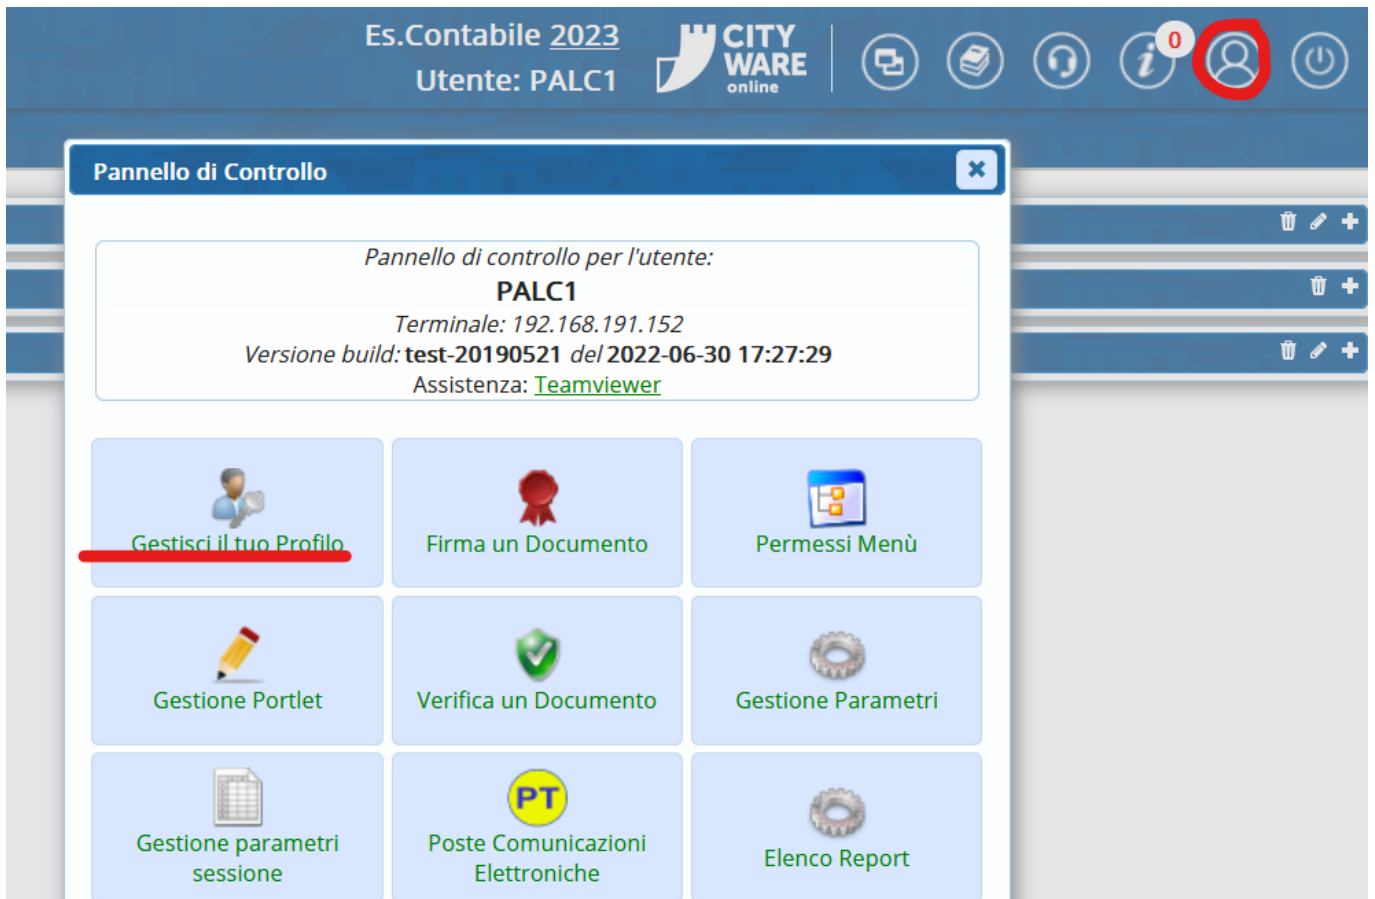 Es.Contabile 2023
Utente: PALC1
CITY
WARE
online
0
Pannello di Controllo
Pannello di controllo per l'utente:
PALC1
Terminale: 192.168.191.152
Versione build: test-20190521 del 2022-06-30 17:27:29
Assistenza: Teamviewer
Gestisci il tuo Profilo
Firma un Documento
Permessi Menù
Gestione Portlet
Verifica un Documento
Gestione Parametri
Gestione parametri
sessione
PT
Poste Comunicazioni
Elettroniche
Elenco Report